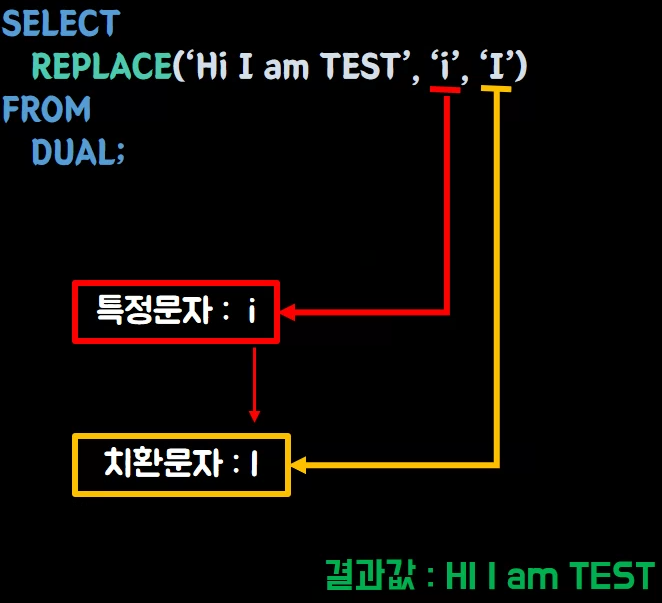 SELECT
REPLACE(‘Hi I am TEST’, ‘i’, ‘I’)
FROM
DUAL;
특정문자 : i
치환문자 : I
결과값 : HI I am TEST